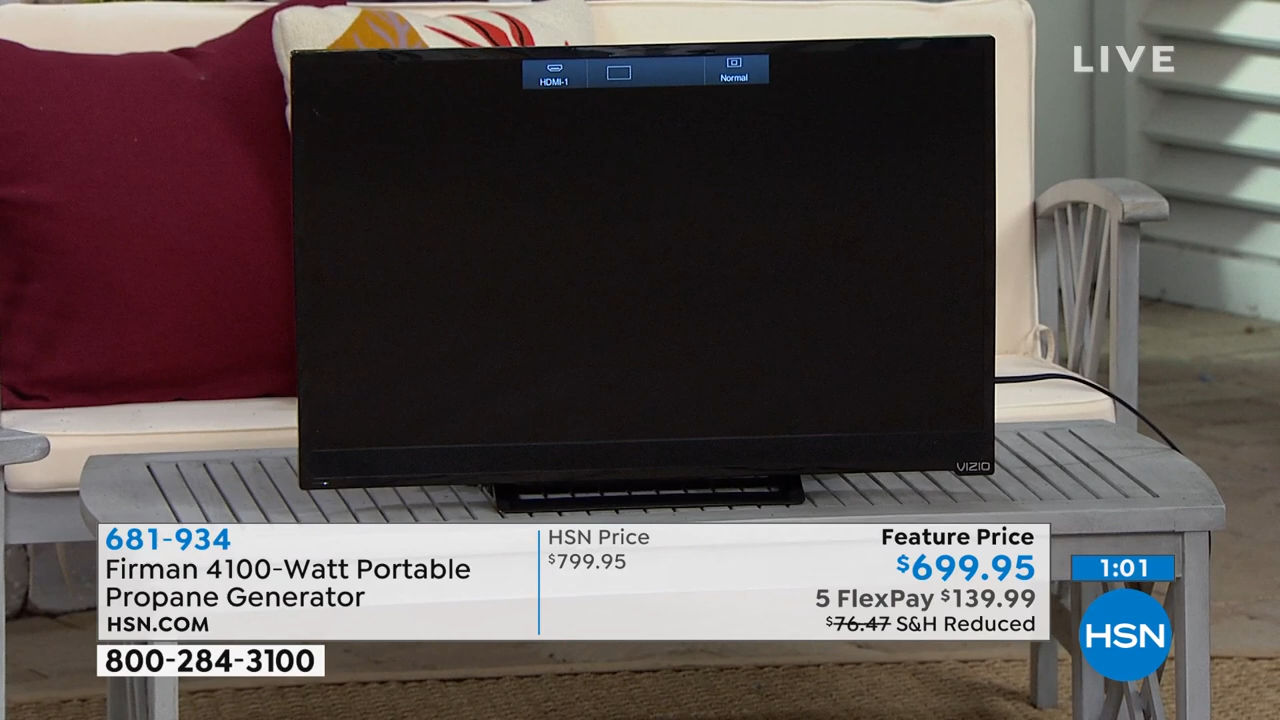 LIVE
HDMI-1
Normal
VIZIO
681-934
Firman 4100-Watt Portable
Propane Generator
HSN.COM
800-284-3100
HSN Price
$799.95
Feature Price
$699.95
5 FlexPay $139.99
$76.47 S&H Reduced
1:01
HSN